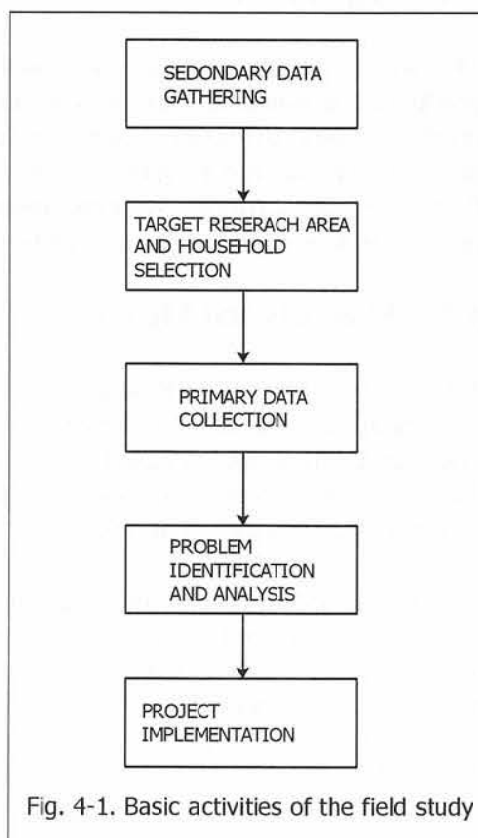 SEDONDARY DATA
GATHERING
TARGET RESERACH AREA
AND HOUSEHOLD
SELECTION
PRIMARY DATA
COLLECTION
PROBLEM
IDENTIFICATION
AND ANALYSIS
PROJECT
IMPLEMENTATION
Fig. 4-1. Basic activities of the field study